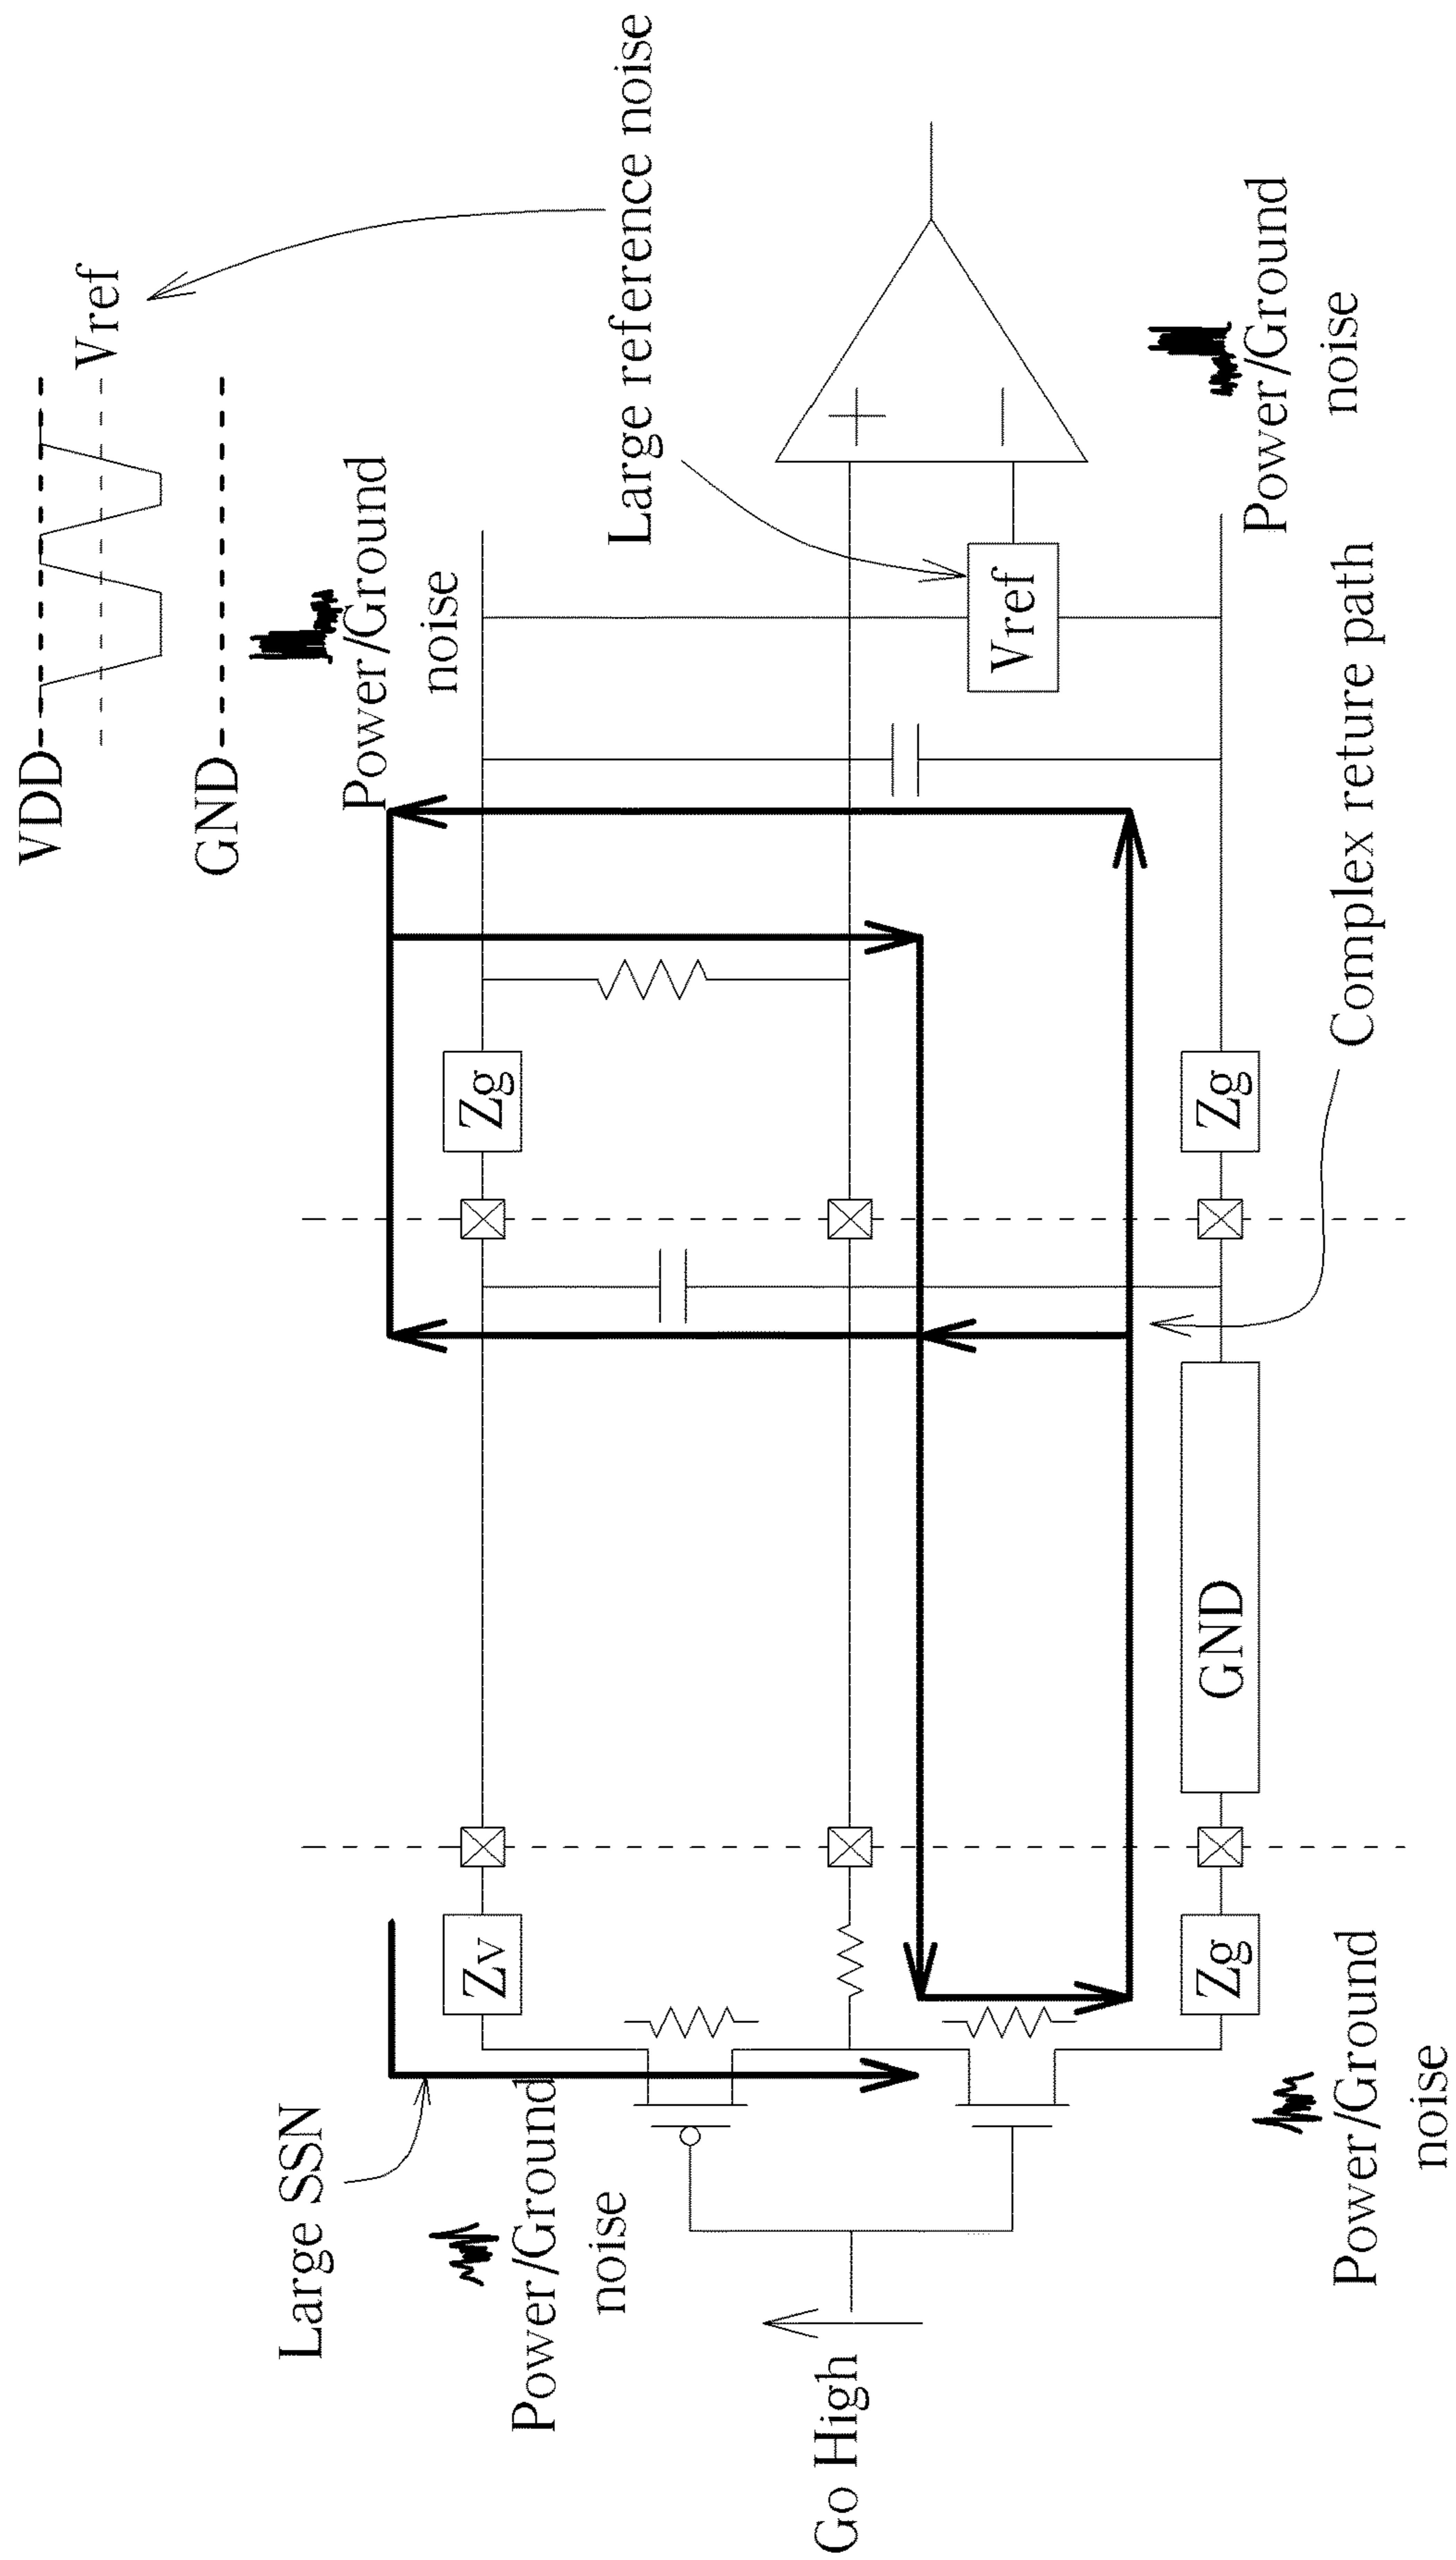 VDD
Vref
GND
Large reference noise
Power/Ground
noise
Large SSN
Power/Ground
noise
Zv
Zg
Go High
+
−
Vref
Power/Ground
noise
Zg
GND
Zg
Power/Ground
noise
Complex reture path